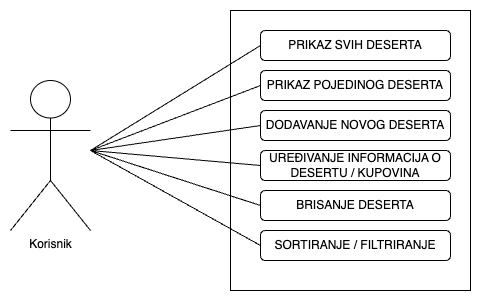 PRIKAZ SVIH DESERTA
PRIKAZ POJEDINOG DESERTA
DODAVANJE NOVOG DESERTA
UREĐIVANJE INFORMACIJA O
DESERTU / KUPOVINA
BRISANJE DESERTA
SORTIRANJE / FILTRIRANJE
Korisnik